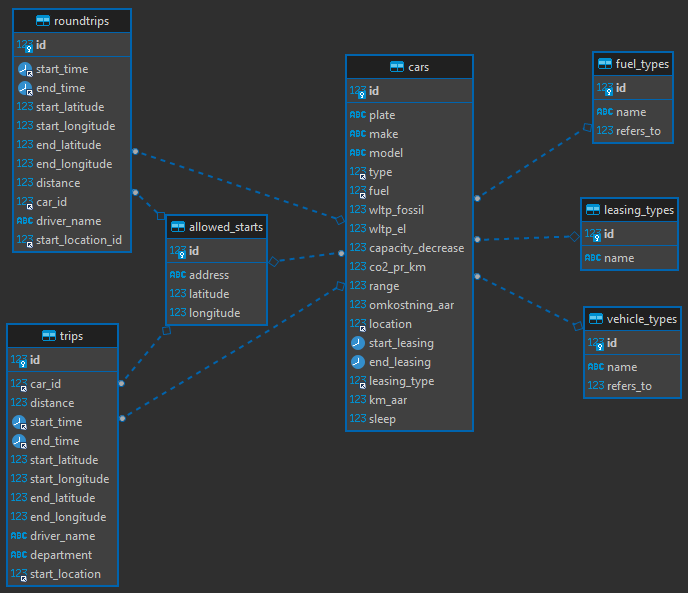 roundtrips
123 id
start_time
end_time
123 start_latitude
123 start_longitude
123 end_latitude
123 end_longitude
123 distance
123 car_id
ABC driver_name
123 start_location_id
allowed_starts
123 id
ABC address
123 latitude
123 longitude
trips
123 id
123 car_id
123 distance
start_time
end_time
123 start_latitude
123 start_longitude
123 end_latitude
123 end_longitude
ABC driver_name
ABC department
123 start_location
cars
123 id
ABC plate
ABC make
ABC model
123 type
123 fuel
123 wltp_fossil
123 wltp_el
123 capacity_decrease
123 co2_pr_km
123 range
123 omkostning_aar
123 location
start_leasing
end_leasing
123 leasing_type
123 km_aar
123 sleep
fuel_types
123 id
ABC name
123 refers_to
leasing_types
123 id
ABC name
vehicle_types
123 id
ABC name
123 refers_to